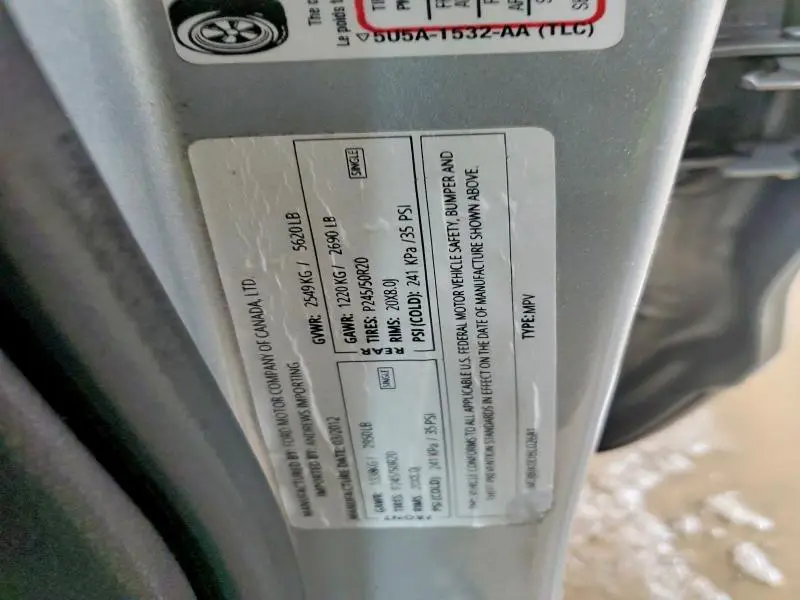 The
Le poids
5U5A-1532-AA (TLC)
MANUFACTURED BY: FORD MOTOR COMPANY OF CANADA, LTD.
IMPORTED BY: ANDREWS IMPORTING
MANUFACTURE DATE: 03/2012
GVWR: 2549 KG / 5620 LB
GAWR: KG / LB
TIRES: P245/50R20
RIMS:
PSI (COLD): 241 KPa / 35 PSI
SINGLE
REAR
GAWR: 1220 KG / 2690 LB
TIRES: P245/50R20
RIMS: 20X8.0J
PSI (COLD): 241 KPa / 35 PSI
SINGLE
VEHICLE CONFORMS TO ALL APPLICABLE U.S. FEDERAL MOTOR VEHICLE SAFETY, BUMPER AND
THEFT PREVENTION STANDARDS IN EFFECT ON THE DATE OF MANUFACTURE SHOWN ABOVE.
TYPE: MPV